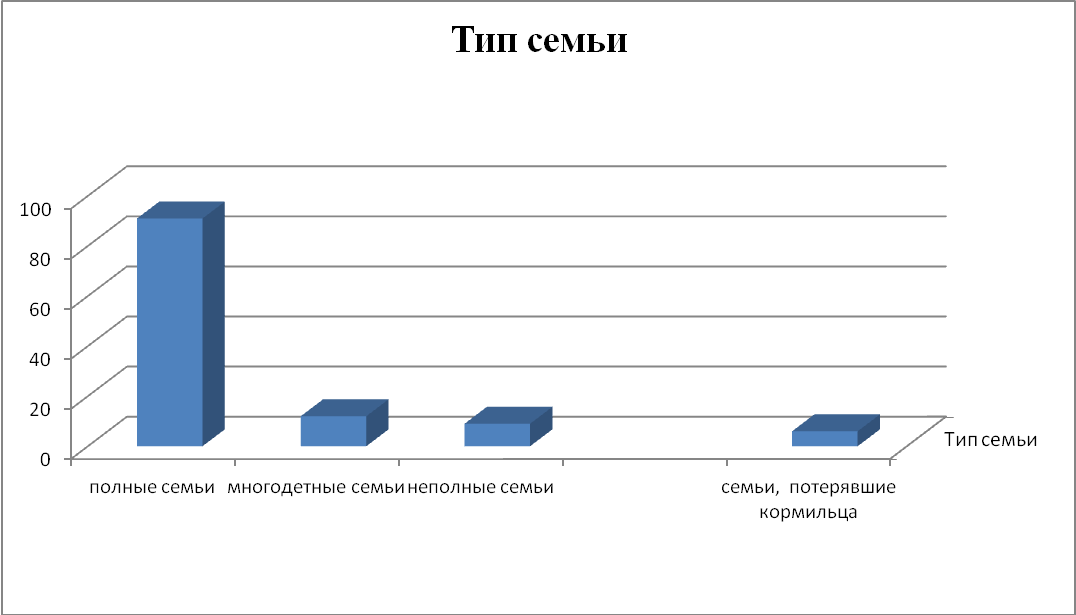 Тип семьи
100
80
60
40
20
0
полные семьи
многодетные семьи
неполные семьи
семьи, потерявшие
кормильца
Тип семьи